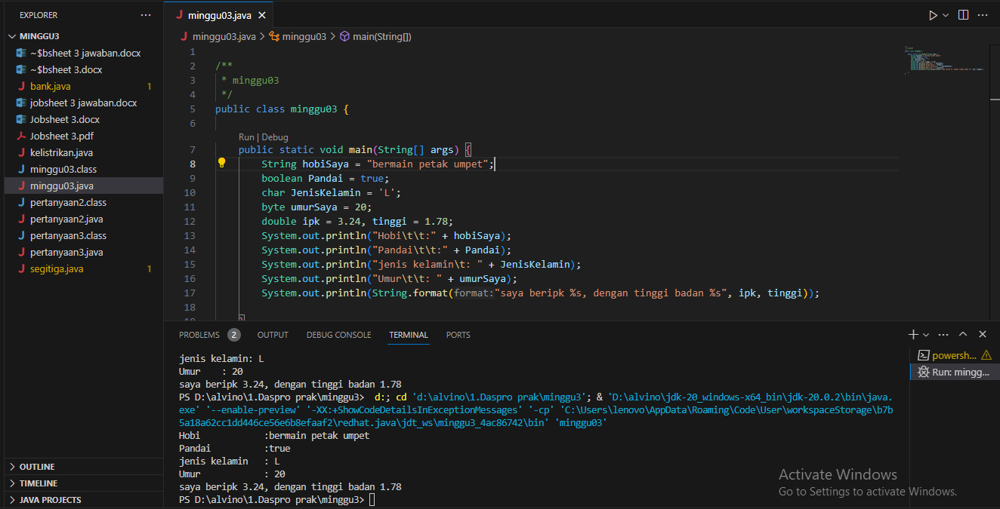 EXPLORER
MINGGU3
~$bsheet 3 jawaban.docx
~$bsheet 3.docx
bank.java 1
jobsheet 3 jawaban.docx
Jobsheet 3.docx
Jobsheet 3.pdf
kelistrikan.java
minggu03.class
minggu03.java
pertanyaan2.class
pertanyaan2.java
pertanyaan3.class
pertanyaan3.java
segitiga.java 1
OUTLINE
TIMELINE
JAVA PROJECTS
minggu03.java
minggu03.java > minggu03 > main(String[])
1
2 /**
3  * minggu03
4  */
5 public class minggu03 {
6
Run | Debug
7 public static void main(String[] args) {
8 String hobiSaya = "bermain petak umpet";
9 boolean Pandai = true;
10 char JenisKelamin = 'L';
11 byte umurSaya = 20;
12 double ipk = 3.24, tinggi = 1.78;
13 System.out.println("Hobi\t\t:" + hobiSaya);
14 System.out.println("Pandai\t\t:" + Pandai);
15 System.out.println("jenis kelamin\t: " + JenisKelamin);
16 System.out.println("Umur\t\t: " + umurSaya);
17 System.out.println(String.format(format:"saya beripk %s, dengan tinggi badan %s", ipk, tinggi));
18
}
PROBLEMS 2 OUTPUT DEBUG CONSOLE TERMINAL PORTS
jenis kelamin: L
Umur    : 20
saya beripk 3.24, dengan tinggi badan 1.78
PS D:\alvino\1.Daspro prak\minggu3>  d:; cd 'd:\alvino\1.Daspro prak\minggu3'; & 'D:\alvino\jdk-20_windows-x64_bin\jdk-20.0.2\bin\java.
exe' '--enable-preview' '-XX:+ShowCodeDetailsInExceptionMessages' '-cp' 'C:\Users\lenovo\AppData\Roaming\Code\User\workspaceStorage\b7b
5a18a62cc1dd446ce56e6b8efaaf2\redhat.java\jdt_ws\minggu3_4ac86742\bin' 'minggu03'
Hobi            :bermain petak umpet
Pandai          :true
jenis kelamin   : L
Umur            : 20
saya beripk 3.24, dengan tinggi badan 1.78
PS D:\alvino\1.Daspro prak\minggu3>
powersh...
Run: mingg...
Activate Windows
Go to Settings to activate Windows.